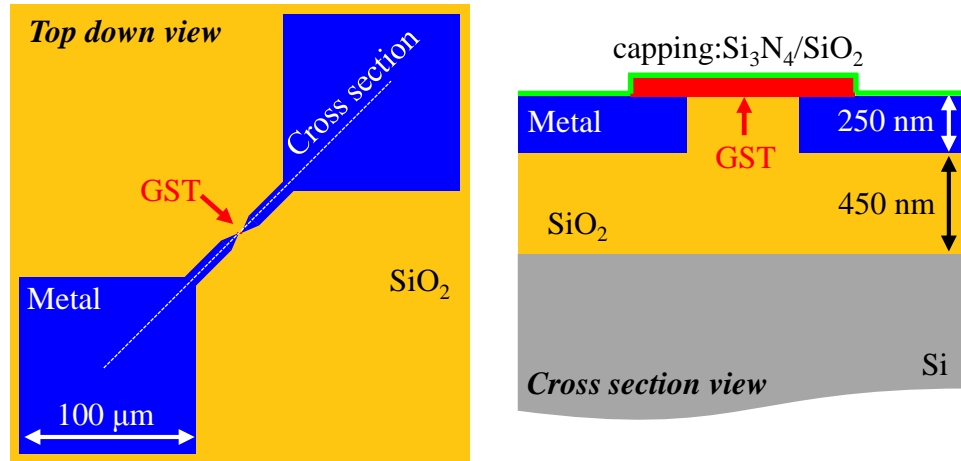 Top down view
Cross section
GST
SiO₂
Metal
100 μm
capping:Si₃N₄/SiO₂
Metal
250 nm
GST
450 nm
SiO₂
Si
Cross section view